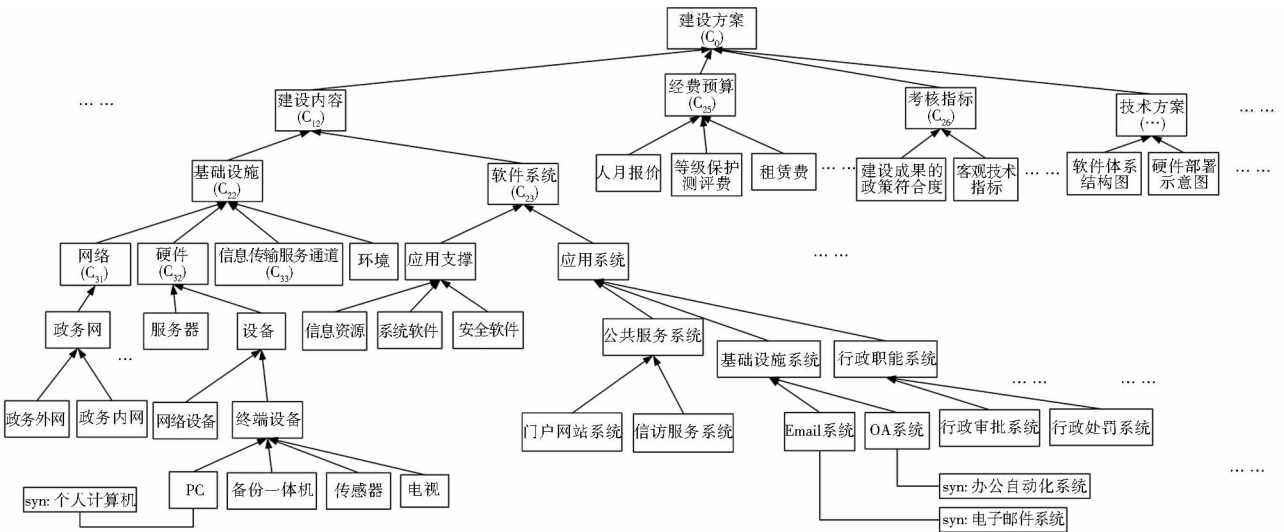 建设方案
(C₀)
… …
建设内容
(C₁₂)
经费预算
(C₂₅)
考核指标
(C₂₆)
技术方案
(…)
… …
基础设施
(C₂₂)
软件系统
(C₂₃)
人月报价
等级保护
测评费
租赁费
… …
建设成果的
政策符合度
客观技术
指标
… …
软件体系
结构图
硬件部署
示意图
… …
网络
(C₃₁)
硬件
(C₃₂)
信息传输服务通道
(C₃₃)
环境
应用支撑
应用系统
… …
政务网
…
服务器
设备
信息资源
系统软件
安全软件
公共服务系统
基础设施系统
行政职能系统
… …
… …
政务外网
政务内网
网络设备
终端设备
门户网站系统
信访服务系统
Email系统
OA系统
行政审批系统
行政处罚系统
… …
syn: 个人计算机
PC
备份一体机
传感器
电视
syn: 办公自动化系统
syn: 电子邮件系统